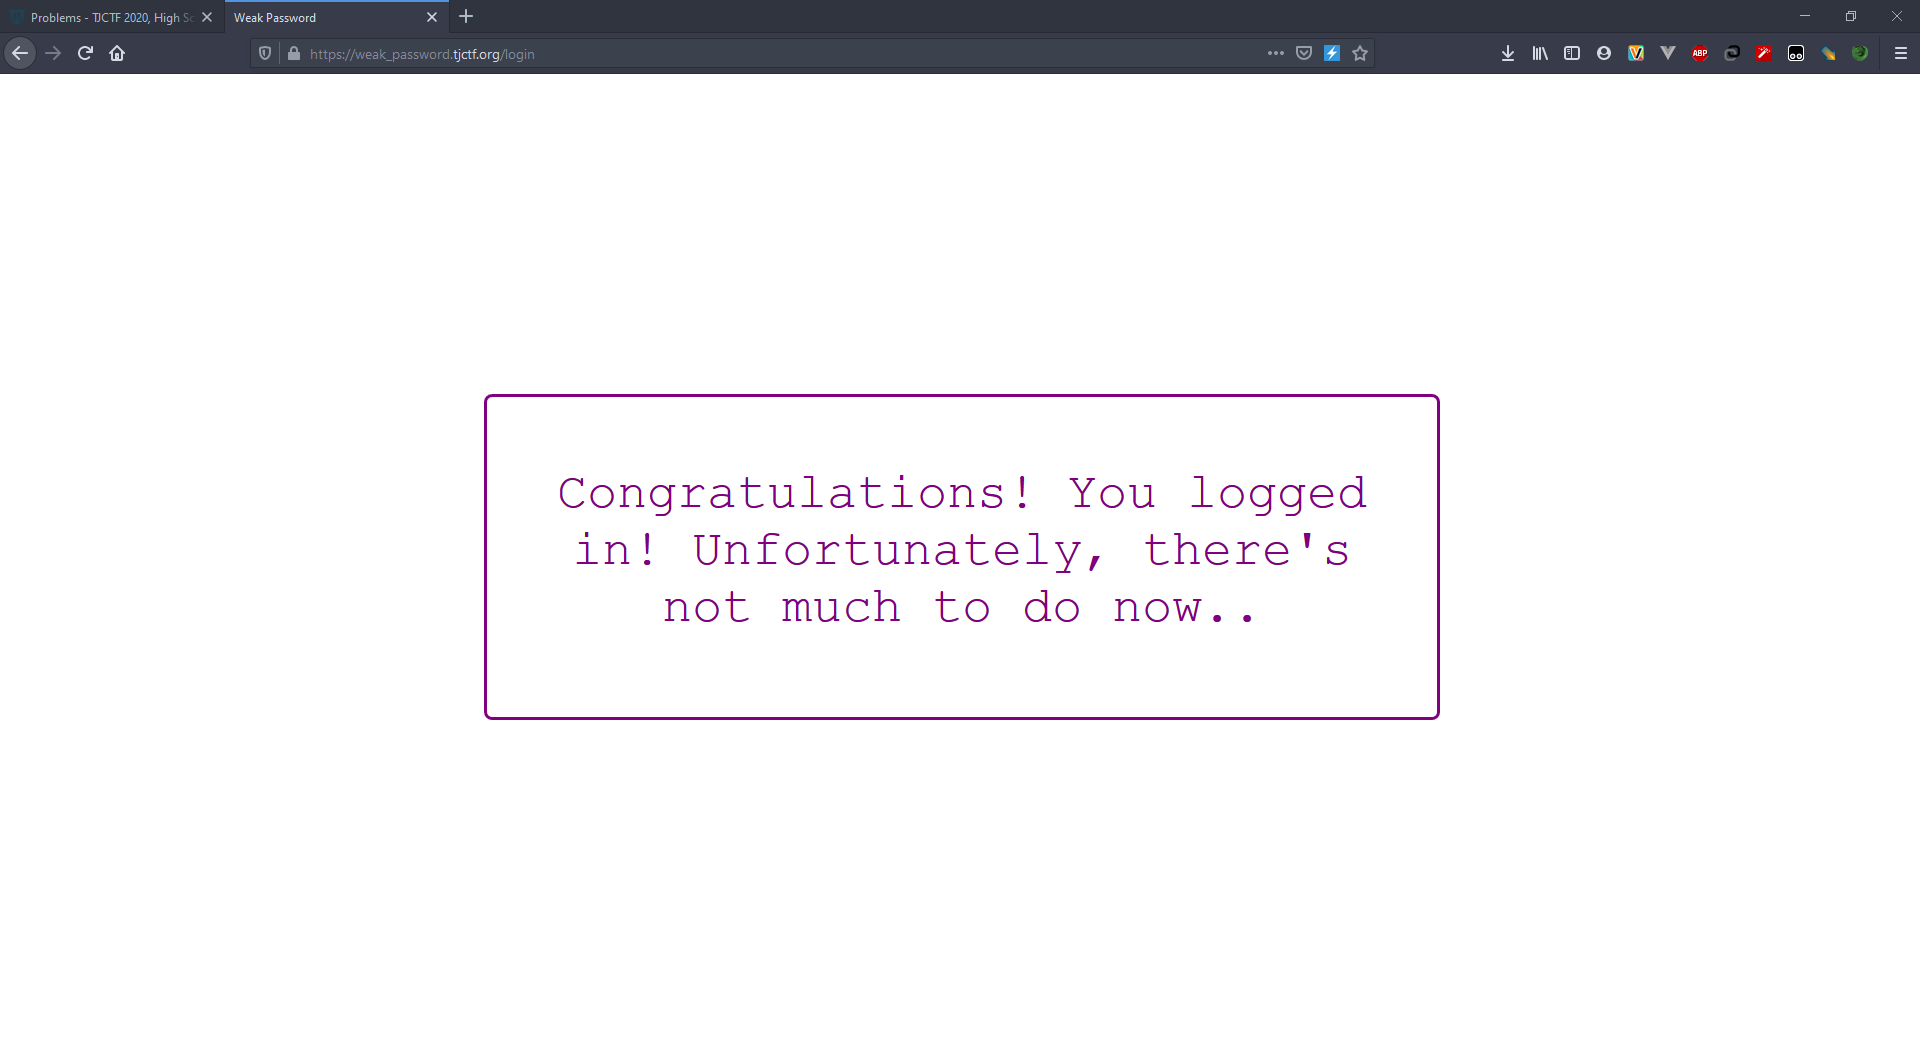 Problems - TJCTF 2020, High Sc
Weak Password
https://weak_password.tjctf.org/login
ABP
Congratulations! You logged
in! Unfortunately, there's
not much to do now..